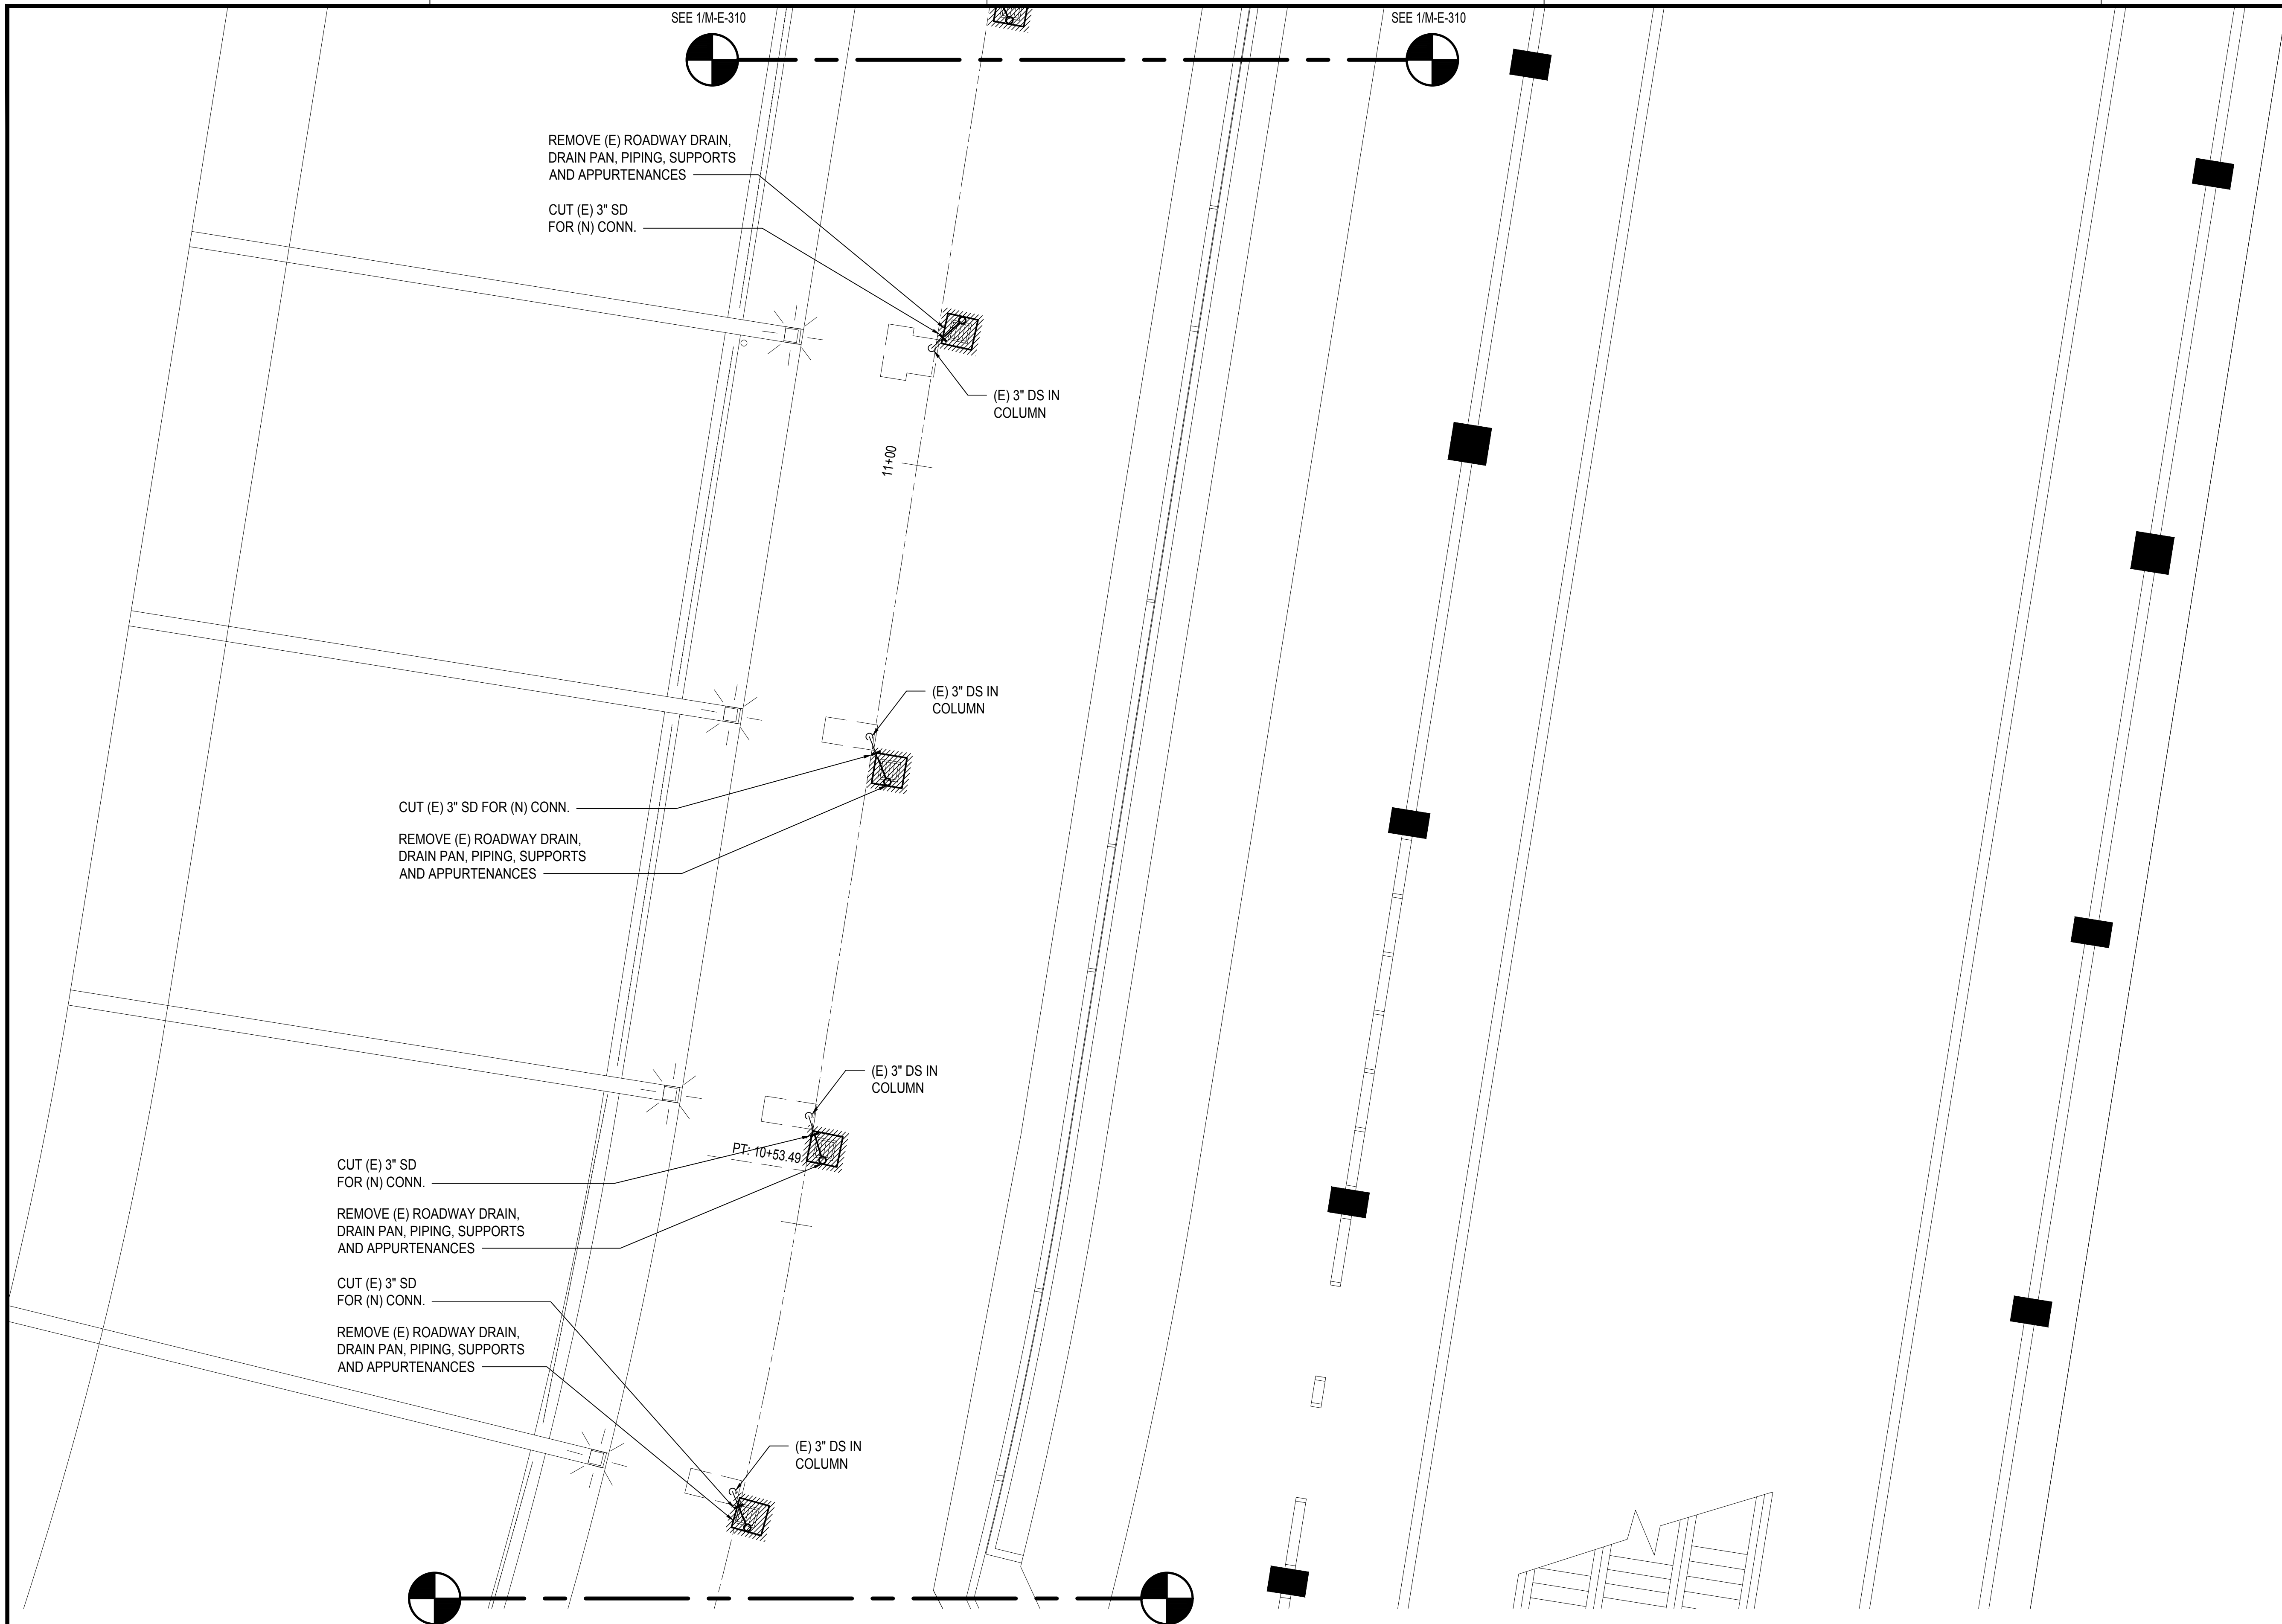 SEE 1/M-E-310
SEE 1/M-E-310
REMOVE (E) ROADWAY DRAIN,
DRAIN PAN, PIPING, SUPPORTS
AND APPURTENANCES
CUT (E) 3" SD
FOR (N) CONN.
(E) 3" DS IN
COLUMN
11+00
(E) 3" DS IN
COLUMN
CUT (E) 3" SD FOR (N) CONN.
REMOVE (E) ROADWAY DRAIN,
DRAIN PAN, PIPING, SUPPORTS
AND APPURTENANCES
(E) 3" DS IN
COLUMN
PT: 10+53.49
CUT (E) 3" SD
FOR (N) CONN.
REMOVE (E) ROADWAY DRAIN,
DRAIN PAN, PIPING, SUPPORTS
AND APPURTENANCES
CUT (E) 3" SD
FOR (N) CONN.
REMOVE (E) ROADWAY DRAIN,
DRAIN PAN, PIPING, SUPPORTS
AND APPURTENANCES
(E) 3" DS IN
COLUMN